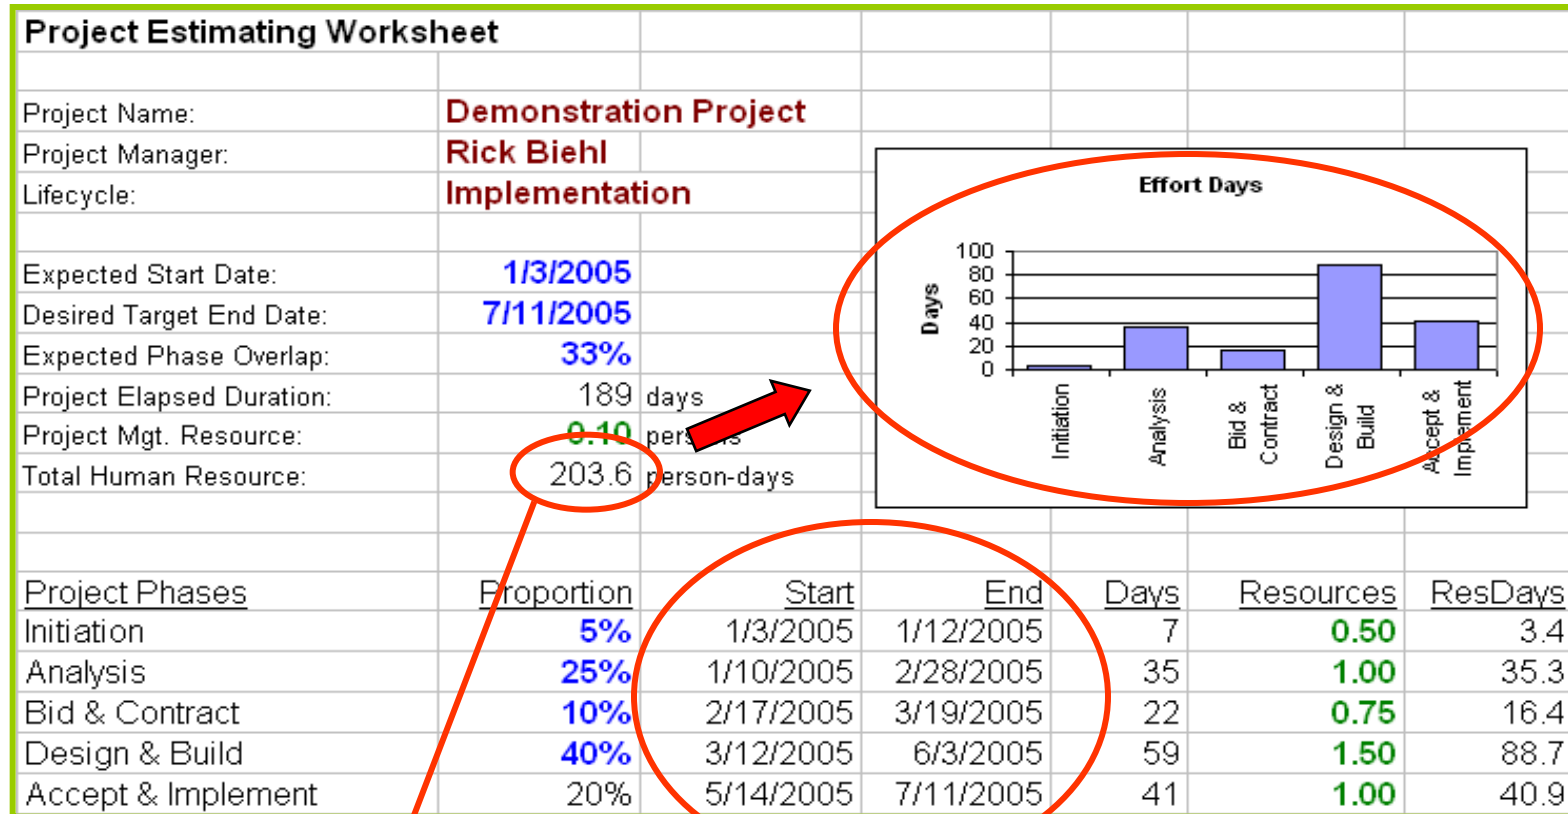 Project Estimating Worksheet
Project Name: Demonstration Project
Project Manager: Rick Biehl
Lifecycle: Implementation
Expected Start Date: 1/3/2005
Desired Target End Date: 7/11/2005
Expected Phase Overlap: 33%
Project Elapsed Duration: 189 days
Project Mgt. Resource: 0.10 persons
Total Human Resource: 203.6 person-days
Effort Days
Days
100
80
60
40
20
0
Initiation
Analysis
Bid &
Contract
Design &
Build
Accept &
Implement
Project Phases Proportion Start End Days Resources ResDays
Initiation 5% 1/3/2005 1/12/2005 7 0.50 3.4
Analysis 25% 1/10/2005 2/28/2005 35 1.00 35.3
Bid & Contract 10% 2/17/2005 3/19/2005 22 0.75 16.4
Design & Build 40% 3/12/2005 6/3/2005 59 1.50 88.7
Accept & Implement 20% 5/14/2005 7/11/2005 41 1.00 40.9